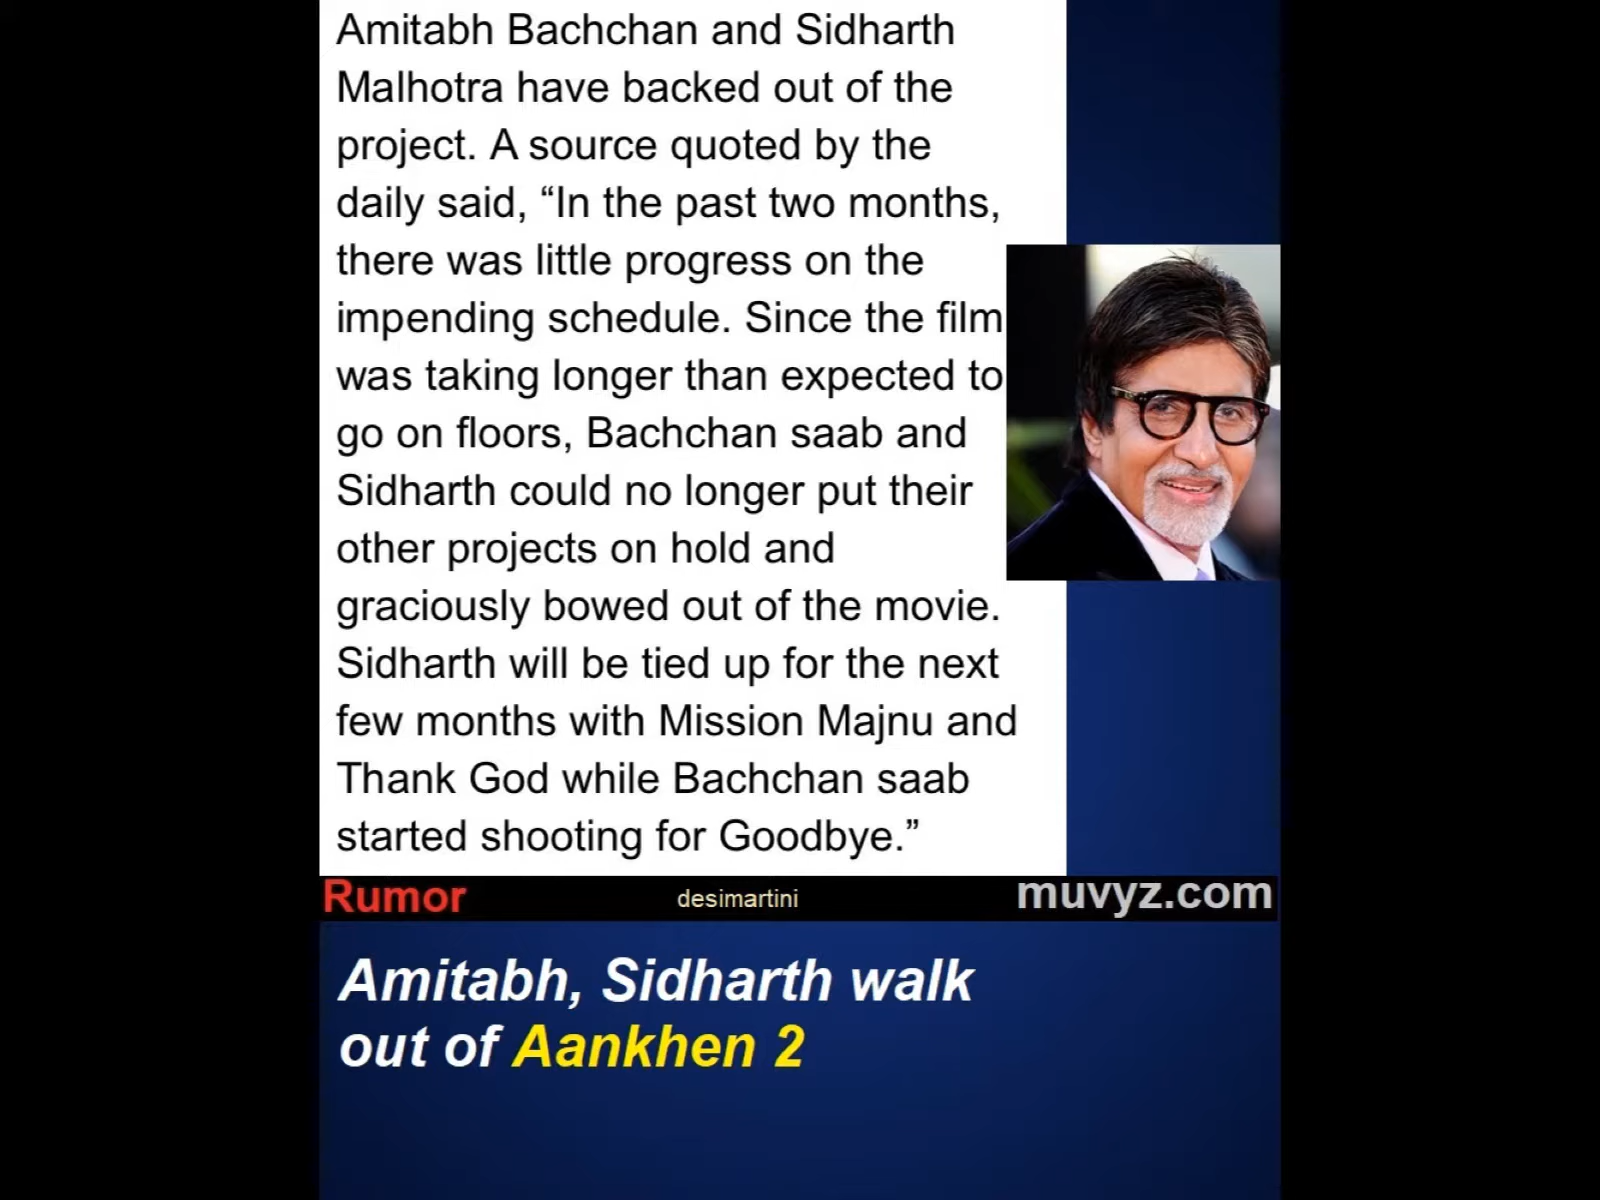 Amitabh Bachchan and Sidharth
Malhotra have backed out of the
project. A source quoted by the
daily said, “In the past two months,
there was little progress on the
impending schedule. Since the film
was taking longer than expected to
go on floors, Bachchan saab and
Sidharth could no longer put their
other projects on hold and
graciously bowed out of the movie.
Sidharth will be tied up for the next
few months with Mission Majnu and
Thank God while Bachchan saab
started shooting for Goodbye.”
Rumor desimartini muvyz.com
Amitabh, Sidharth walk
out of Aankhen 2